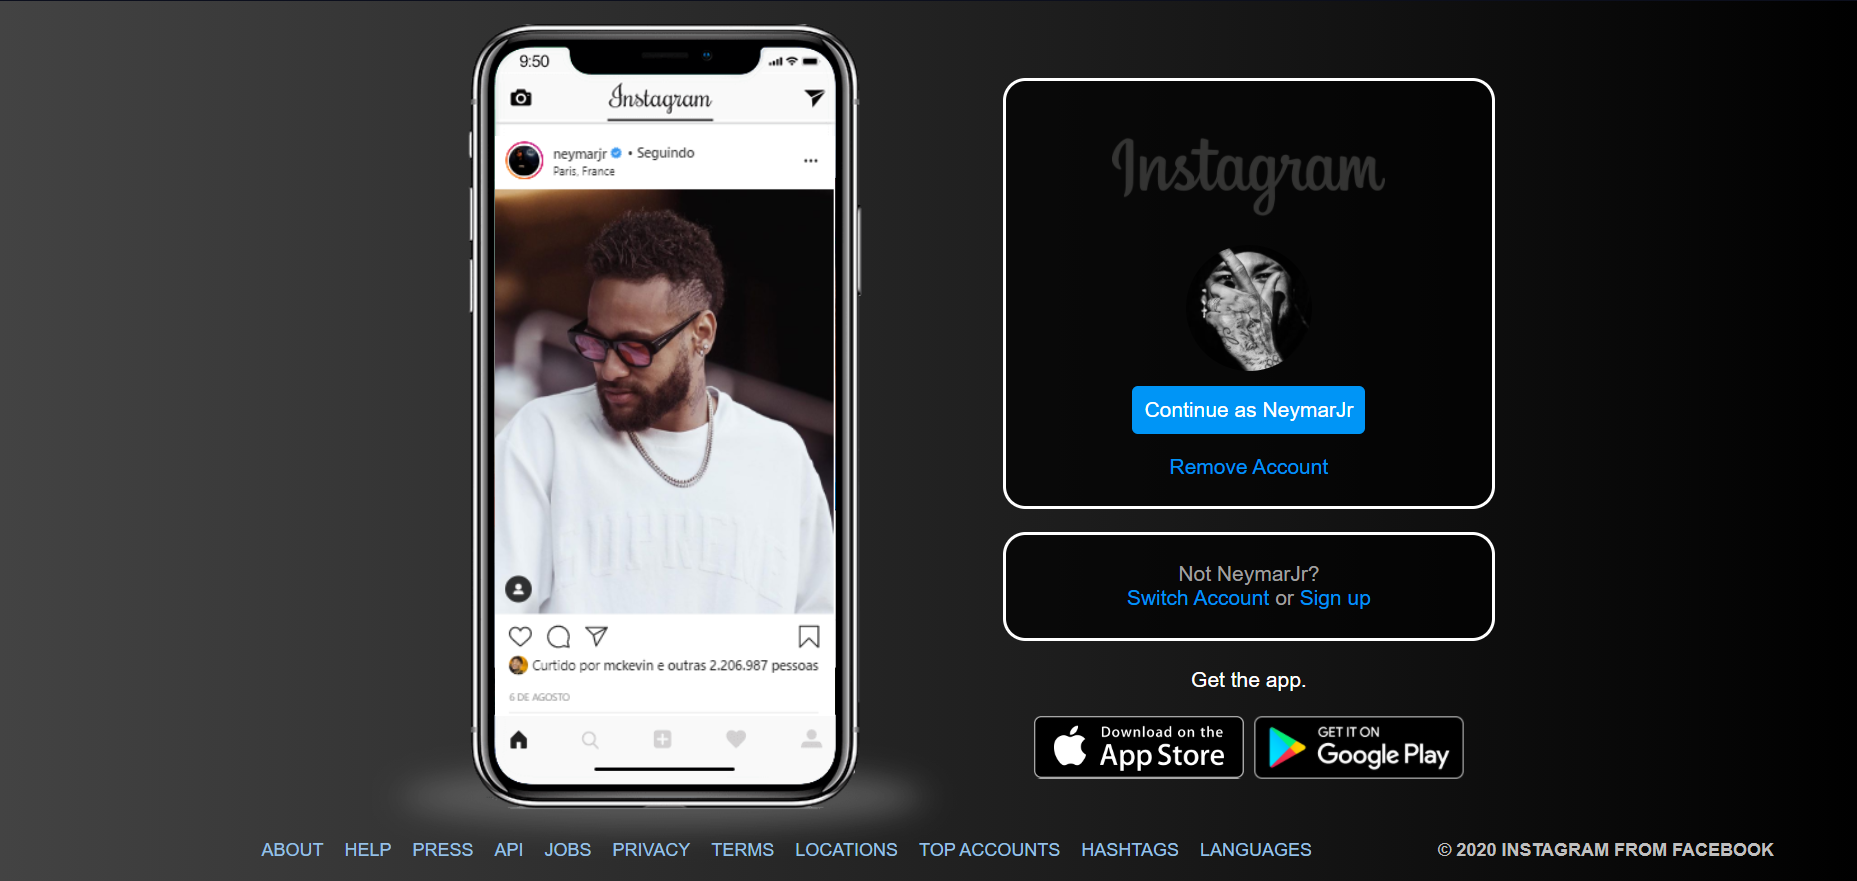 9:50
Instagram
neymarjr • Seguindo
Paris, France
...
SUPREME
Curtido por mckevin e outras 2.206.987 pessoas
6 DE AGOSTO
Instagram
Continue as NeymarJr
Remove Account
Not NeymarJr?
Switch Account or Sign up
Get the app.
Download on the
App Store
GET IT ON
Google Play
ABOUT HELP PRESS API JOBS PRIVACY TERMS LOCATIONS TOP ACCOUNTS HASHTAGS LANGUAGES
© 2020 INSTAGRAM FROM FACEBOOK